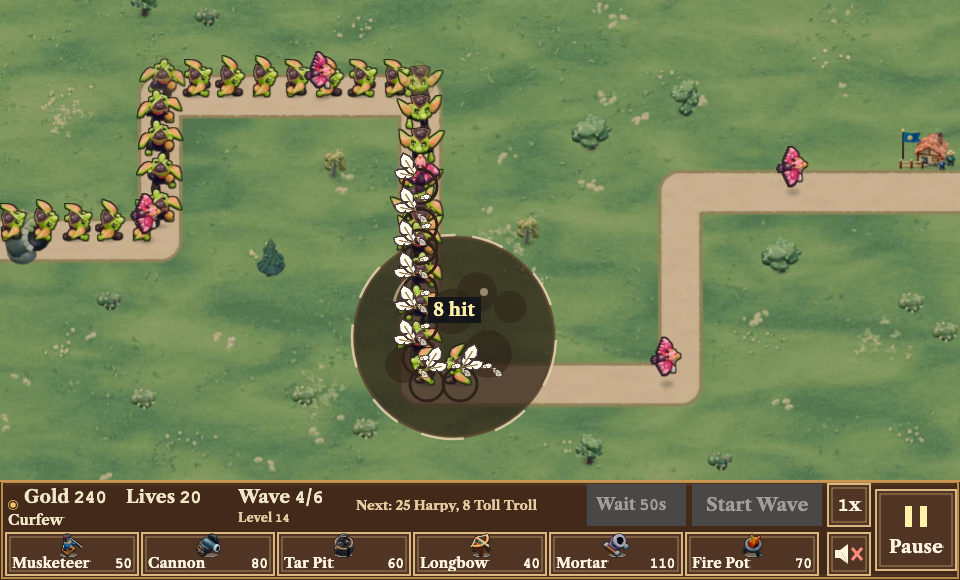 8 hit
Gold 240 Lives 20 Wave 4/6
Curfew
Level 14
Next: 25 Harpy, 8 Toll Troll
Wait 50s
Start Wave
1x
Pause
Musketeer 50
Cannon 80
Tar Pit 60
Longbow 40
Mortar 110
Fire Pot 70